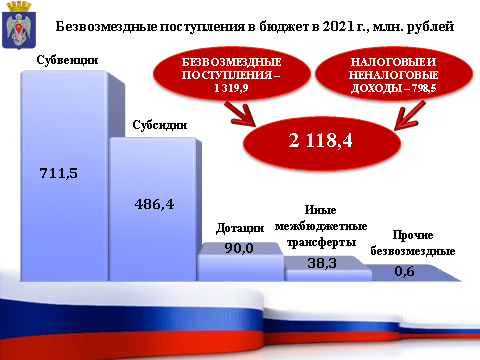 Безвозмездные поступления в бюджет в 2021 г., млн. рублей
Субвенции
711,5
Субсидии
486,4
Дотации
90,0
Иные
межбюджетные
трансферты
38,3
Прочие
безвозмездные
0,6
БЕЗВОЗМЕЗДНЫЕ
ПОСТУПЛЕНИЯ –
1 319,9
НАЛОГОВЫЕ И
НЕНАЛОГОВЫЕ
ДОХОДЫ – 798,5
2 118,4